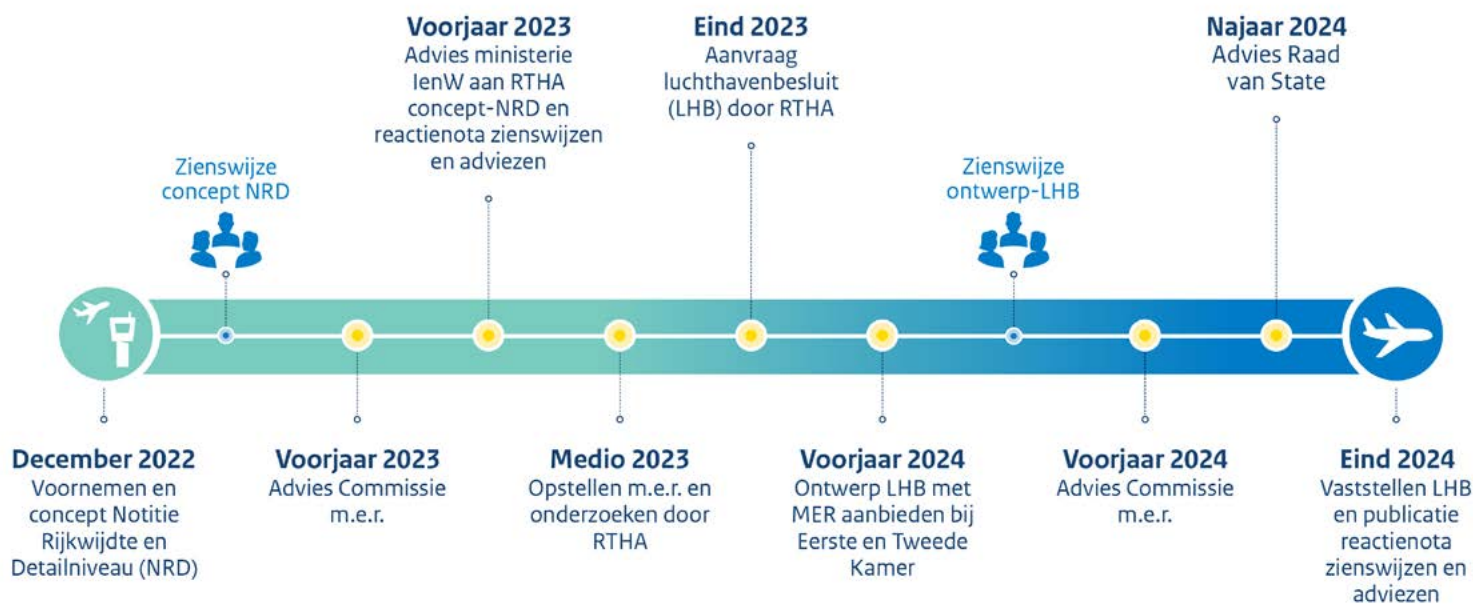 Voorjaar 2023
Advies ministerie
IenW aan RTHA
concept-NRD en
reactienota zienswijzen
en adviezen
Eind 2023
Aanvraag
luchthavenbesluit
(LHB) door RTHA
Najaar 2024
Advies Raad
van State
Zienswijze
concept NRD
Zienswijze
ontwerp-LHB
December 2022
Voornemen en
concept Notitie
Rijkwijdte en
Detailniveau (NRD)
Voorjaar 2023
Advies Commissie
m.e.r.
Medio 2023
Opstellen m.e.r. en
onderzoeken door
RTHA
Voorjaar 2024
Ontwerp LHB met
MER aanbieden bij
Eerste en Tweede
Kamer
Voorjaar 2024
Advies Commissie
m.e.r.
Eind 2024
Vaststellen LHB
en publicatie
reactienota
zienswijzen en
adviezen